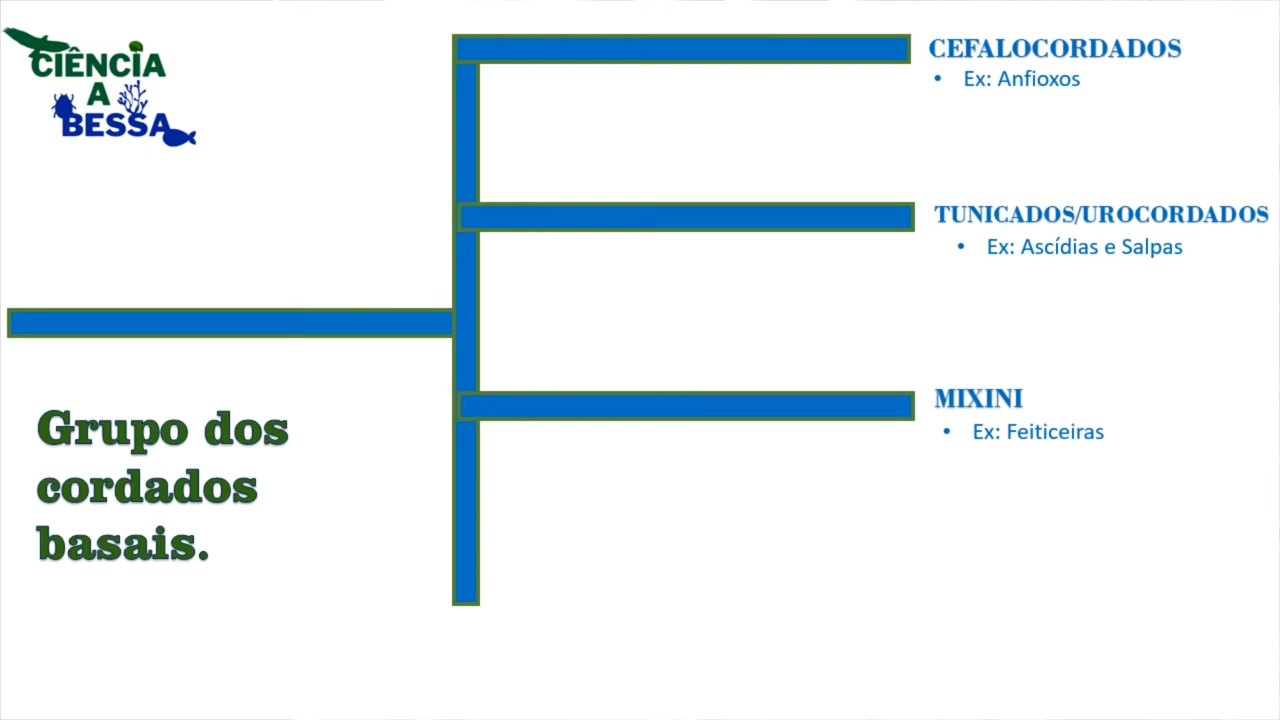 CIÊNCIA
A
BESSA
CEFALOCORDADOS
• Ex: Anfioxos
TUNICADOS/UROCORDADOS
• Ex: Ascídias e Salpas
MIXINI
• Ex: Feiticeiras
Grupo dos
cordados
basais.